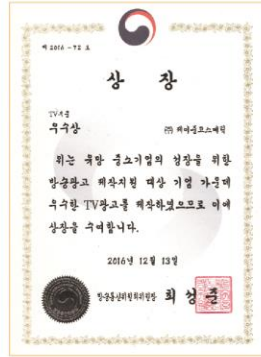 제 2016 - 72 호
상 장
TV부문
우수상
㈜ 제이준코스메틱
위는 유망 중소기업의 성장을 위한
방송광고 제작지원 대상 기업 가운데
우수한 TV광고를 제작하였으므로 이에
상장을 수여합니다.
2016년 12월 13일
방송통신위원회위원장 최성준